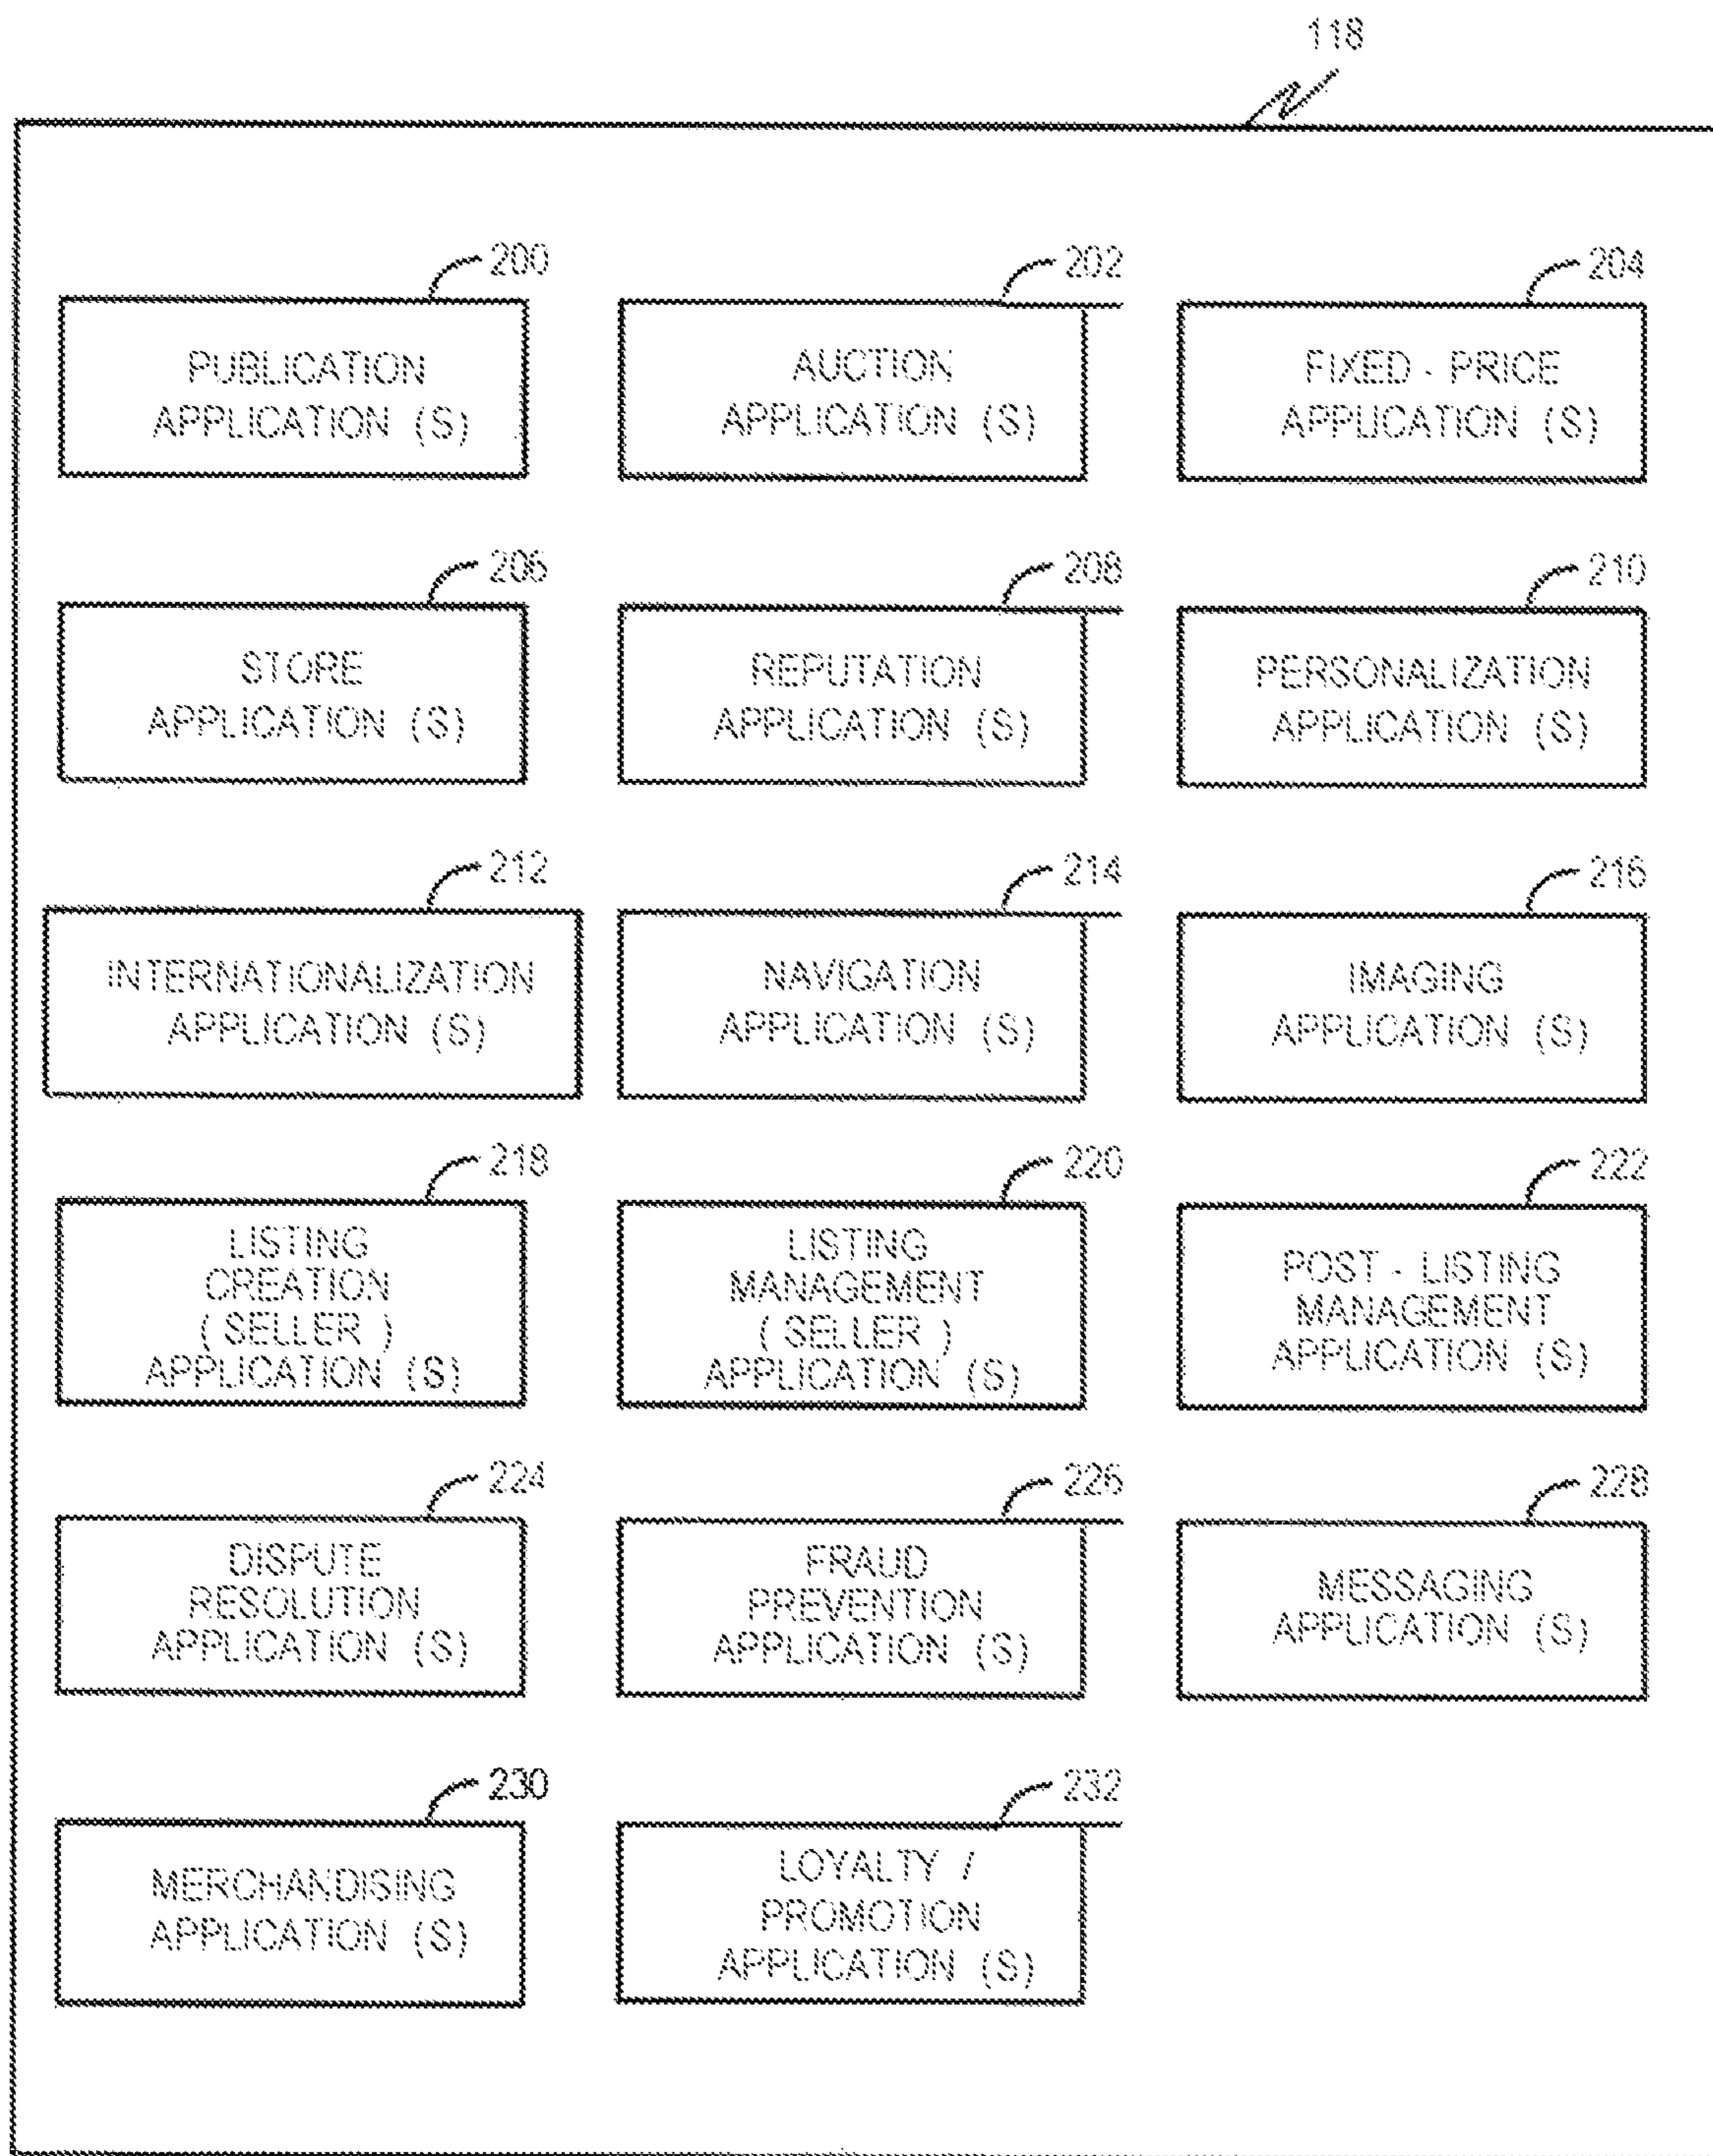 118
200
202
204
PUBLICATION
APPLICATION (S)
AUCTION
APPLICATION (S)
FIXED - PRICE
APPLICATION (S)
206
208
210
STORE
APPLICATION (S)
REPUTATION
APPLICATION (S)
PERSONALIZATION
APPLICATION (S)
212
214
216
INTERNATIONALIZATION
APPLICATION (S)
NAVIGATION
APPLICATION (S)
IMAGING
APPLICATION (S)
218
220
222
LISTING
CREATION
( SELLER )
APPLICATION (S)
LISTING
MANAGEMENT
( SELLER )
APPLICATION (S)
POST - LISTING
MANAGEMENT
APPLICATION (S)
224
226
228
DISPUTE
RESOLUTION
APPLICATION (S)
FRAUD
PREVENTION
APPLICATION (S)
MESSAGING
APPLICATION (S)
230
232
MERCHANDISING
APPLICATION (S)
LOYALTY /
PROMOTION
APPLICATION (S)